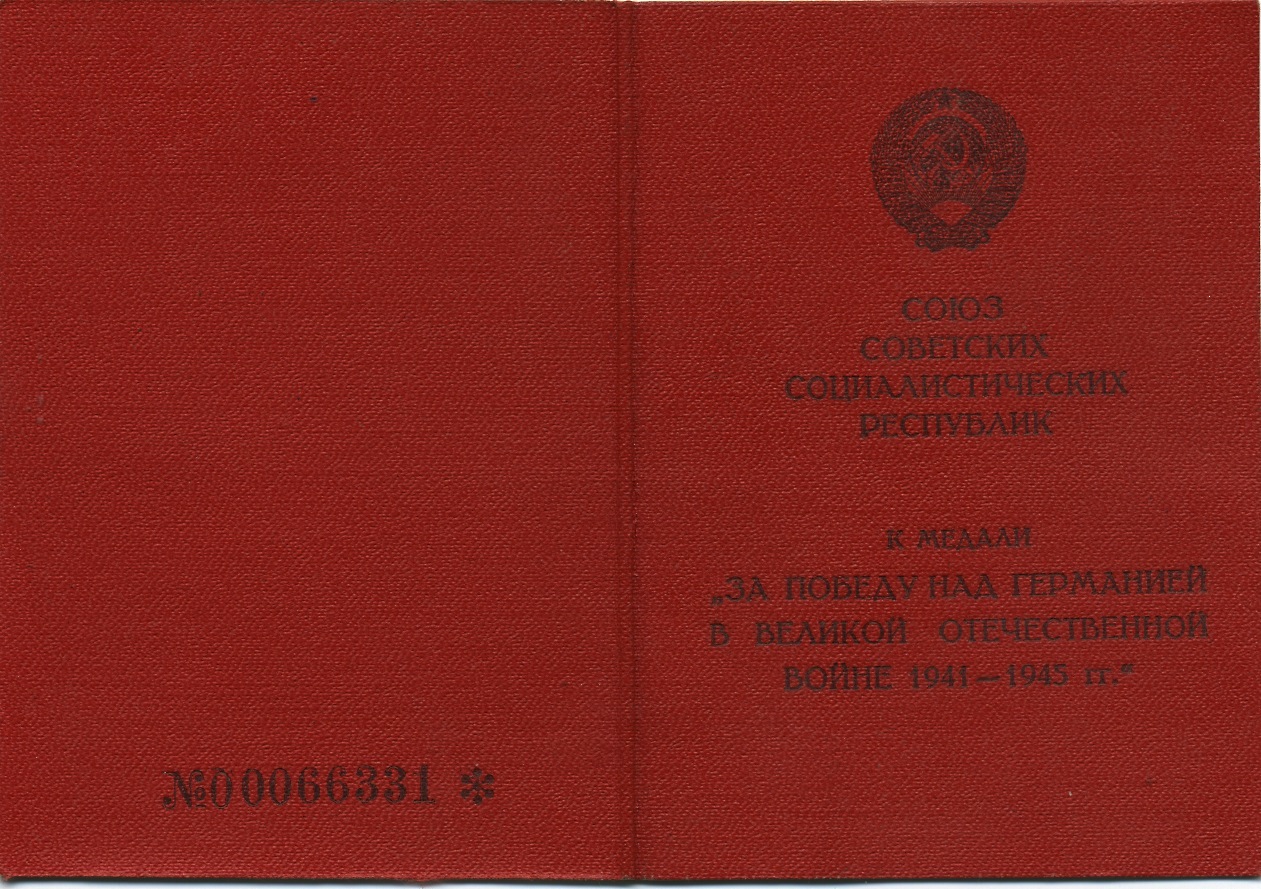 №00066331 *
СОЮЗ
СОВЕТСКИХ
СОЦИАЛИСТИЧЕСКИХ
РЕСПУБЛИК
К МЕДАЛИ
„ЗА ПОБЕДУ НАД ГЕРМАНИЕЙ
В ВЕЛИКОЙ ОТЕЧЕСТВЕННОЙ
ВОЙНЕ 1941—1945 гг.“